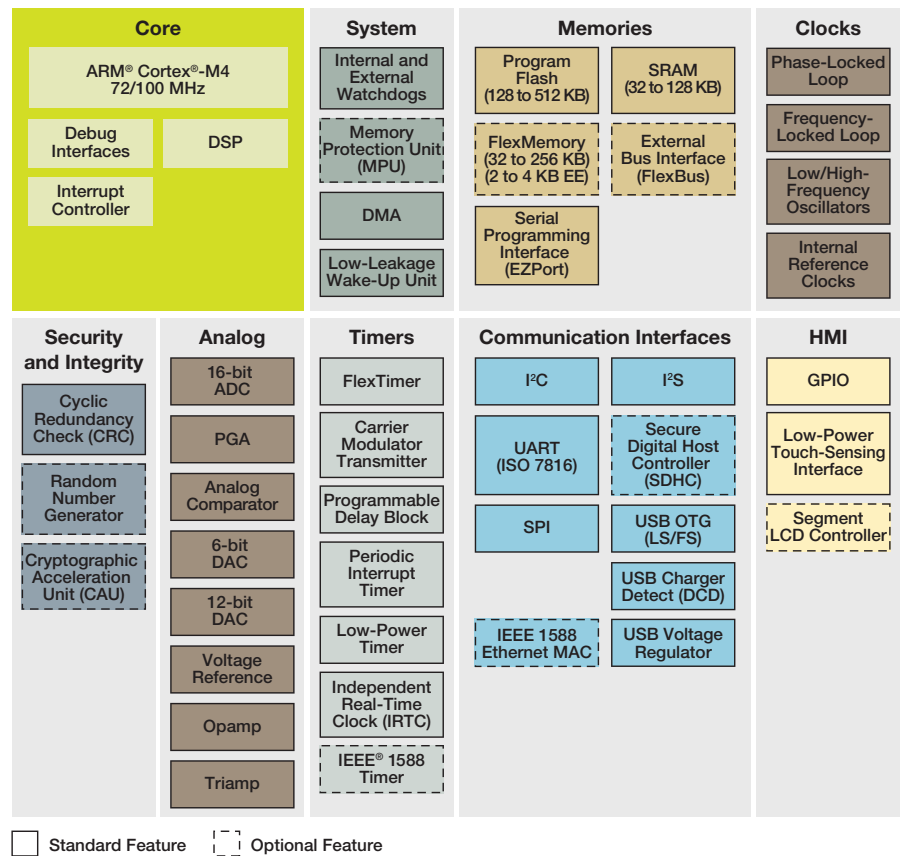 Core
ARM® Cortex®-M4
72/100 MHz
Debug
Interfaces
DSP
Interrupt
Controller
System
Internal and
External
Watchdogs
Memory
Protection Unit
(MPU)
DMA
Low-Leakage
Wake-Up Unit
Memories
Program
Flash
(128 to 512 KB)
SRAM
(32 to 128 KB)
FlexMemory
(32 to 256 KB)
(2 to 4 KB EE)
External
Bus Interface
(FlexBus)
Serial
Programming
Interface
(EZPort)
Clocks
Phase-Locked
Loop
Frequency-
Locked Loop
Low/High-
Frequency
Oscillators
Internal
Reference
Clocks
Security
and Integrity
Cyclic
Redundancy
Check (CRC)
Random
Number
Generator
Cryptographic
Acceleration
Unit (CAU)
Analog
16-bit
ADC
PGA
Analog
Comparator
6-bit
DAC
12-bit
DAC
Voltage
Reference
Opamp
Triamp
Timers
FlexTimer
Carrier
Modulator
Transmitter
Programmable
Delay Block
Periodic
Interrupt
Timer
Low-Power
Timer
Independent
Real-Time
Clock (IRTC)
IEEE® 1588
Timer
Communication Interfaces
I²C
I²S
UART
(ISO 7816)
Secure
Digital Host
Controller
(SDHC)
SPI
USB OTG
(LS/FS)
USB Charger
Detect (DCD)
IEEE 1588
Ethernet MAC
USB Voltage
Regulator
HMI
GPIO
Low-Power
Touch-Sensing
Interface
Segment
LCD Controller
Standard Feature
Optional Feature